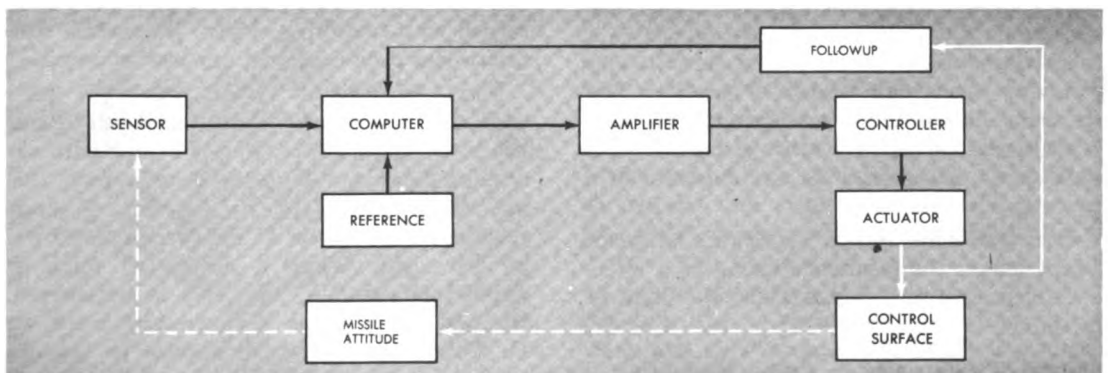 FOLLOWUP
SENSOR
COMPUTER
AMPLIFIER
CONTROLLER
REFERENCE
ACTUATOR
MISSILE
ATTITUDE
CONTROL
SURFACE